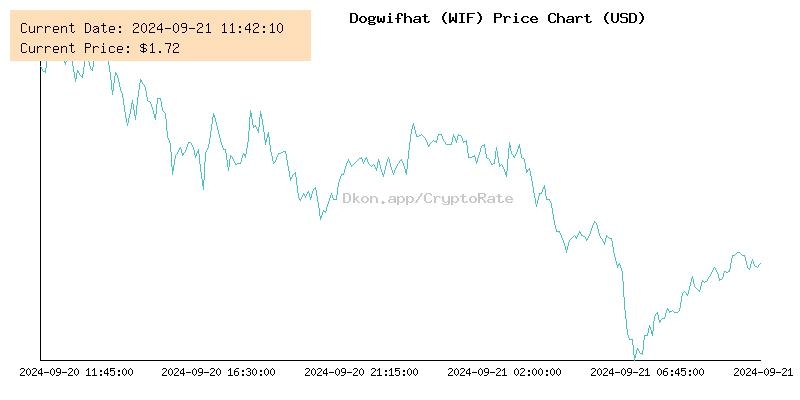 Dogwifhat (WIF) Price Chart (USD)
Current Date: 2024-09-21 11:42:10
Current Price: $1.72
Dkon.app/CryptoRate
2024-09-20 11:45:00 2024-09-20 16:30:00 2024-09-20 21:15:00 2024-09-21 02:00:00 2024-09-21 06:45:00 2024-09-21